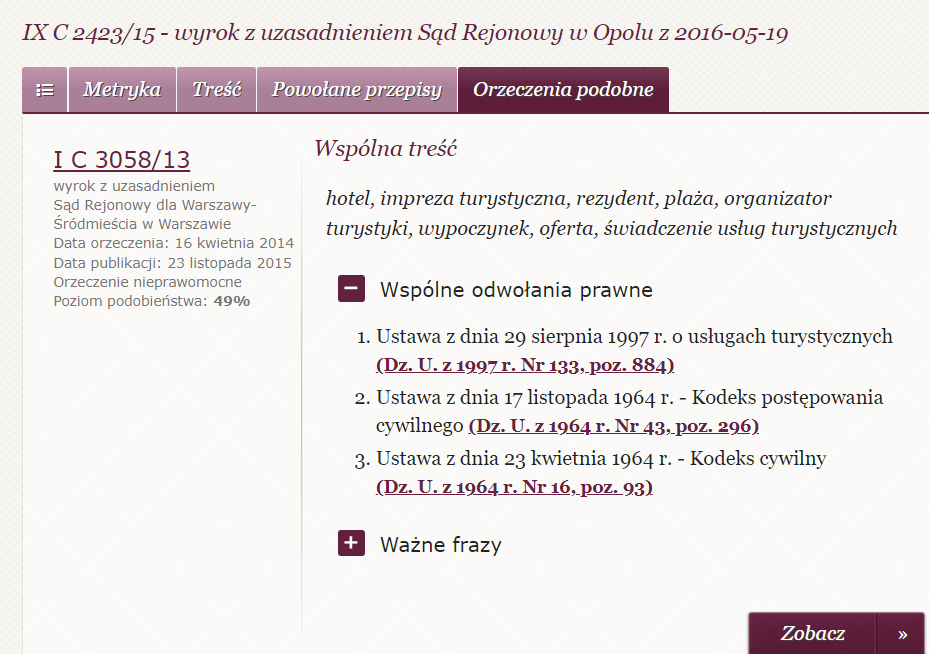 IX C 2423/15 - wyrok z uzasadnieniem Sąd Rejonowy w Opolu z 2016-05-19
Metryka
Treść
Powołane przepisy
Orzeczenia podobne
I C 3058/13
wyrok z uzasadnieniem
Sąd Rejonowy dla Warszawy-
Śródmieścia w Warszawie
Data orzeczenia: 16 kwietnia 2014
Data publikacji: 23 listopada 2015
Orzeczenie nieprawomocne
Poziom podobieństwa: 49%
Wspólna treść
hotel, impreza turystyczna, rezydent, plaża, organizator
turystyki, wypoczynek, oferta, świadczenie usług turystycznych
Wspólne odwołania prawne
1. Ustawa z dnia 29 sierpnia 1997 r. o usługach turystycznych
(Dz. U. z 1997 r. Nr 133, poz. 884)
2. Ustawa z dnia 17 listopada 1964 r. - Kodeks postępowania
cywilnego (Dz. U. z 1964 r. Nr 43, poz. 296)
3. Ustawa z dnia 23 kwietnia 1964 r. - Kodeks cywilny
(Dz. U. z 1964 r. Nr 16, poz. 93)
Ważne frazy
Zobacz »